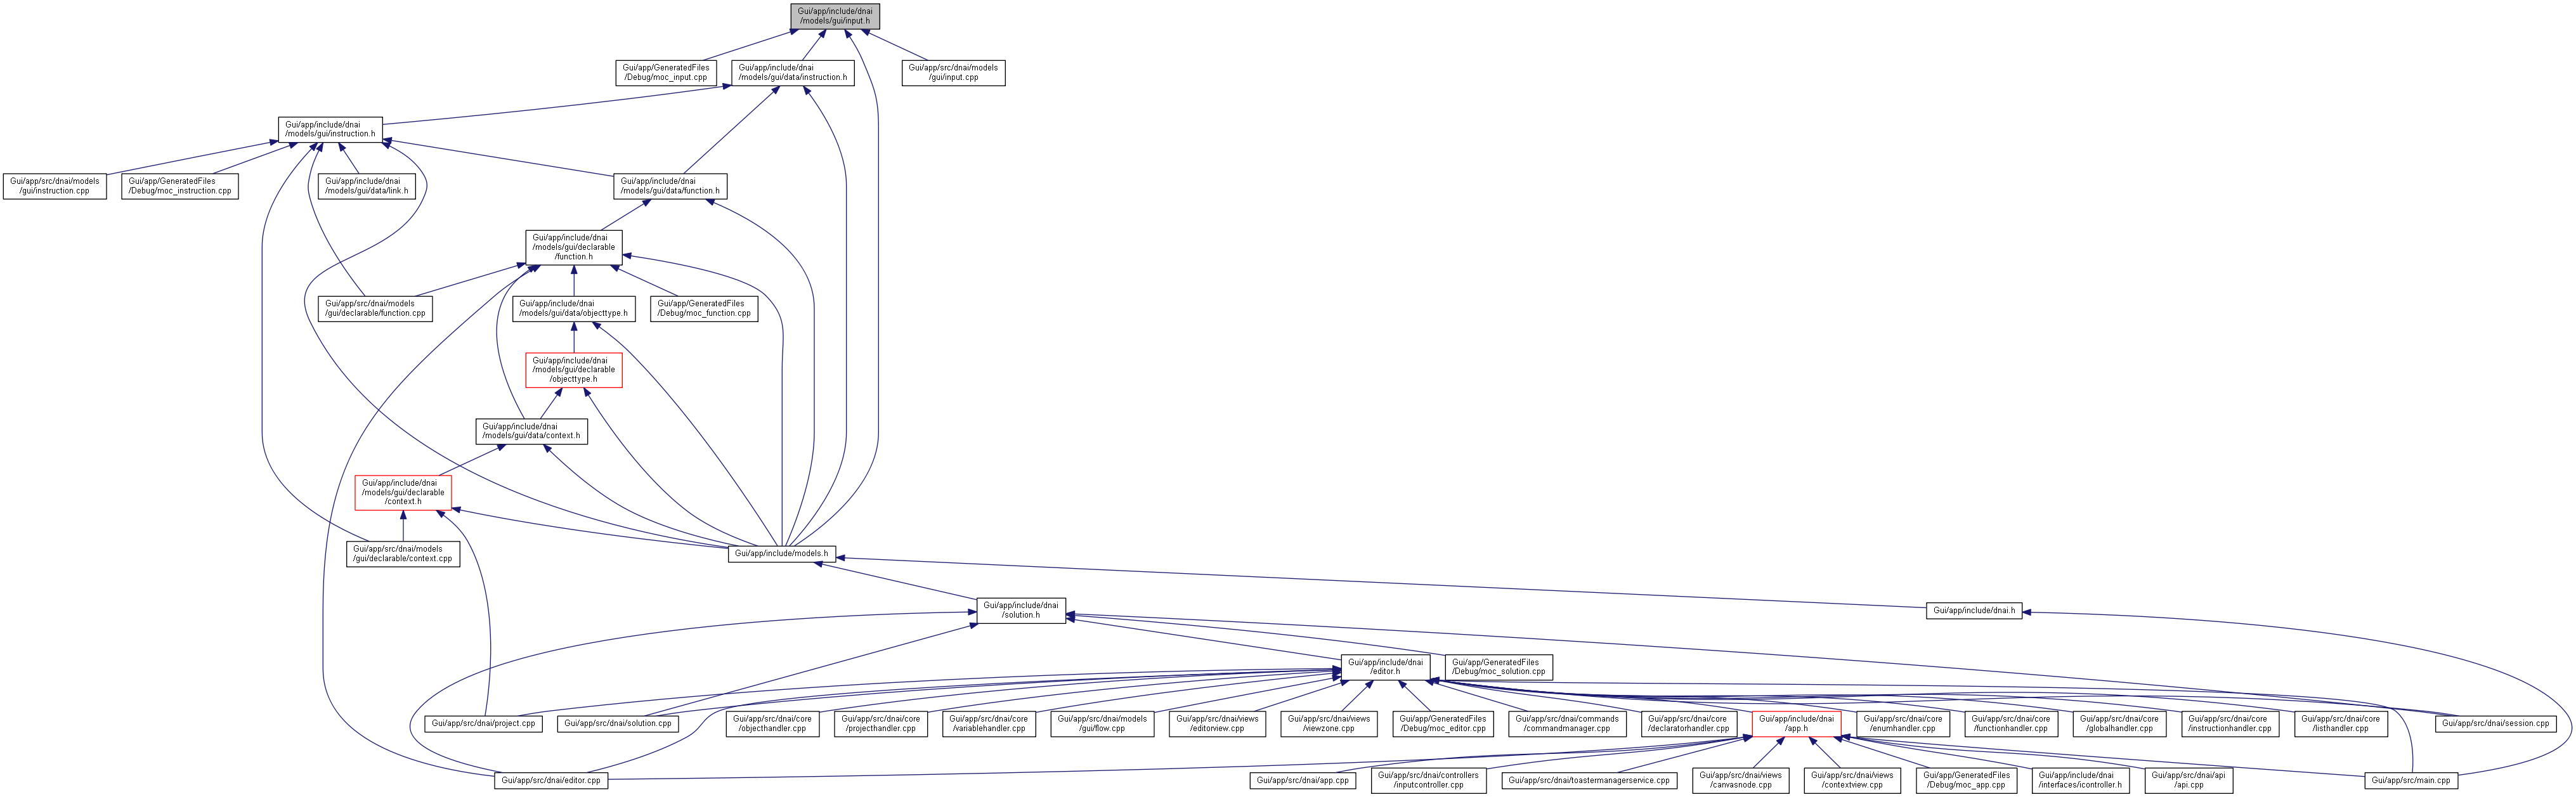 Gui/app/include/dnai
/models/gui/input.h
Gui/app/GeneratedFiles
/Debug/moc_input.cpp
Gui/app/include/dnai
/models/gui/data/instruction.h
Gui/app/src/dnai/models
/gui/input.cpp
Gui/app/include/dnai
/models/gui/instruction.h
Gui/app/src/dnai/models
/gui/instruction.cpp
Gui/app/GeneratedFiles
/Debug/moc_instruction.cpp
Gui/app/include/dnai
/models/gui/data/link.h
Gui/app/include/dnai
/models/gui/data/function.h
Gui/app/include/dnai
/models/gui/declarable
/function.h
Gui/app/src/dnai/models
/gui/declarable/function.cpp
Gui/app/include/dnai
/models/gui/data/objecttype.h
Gui/app/GeneratedFiles
/Debug/moc_function.cpp
Gui/app/include/dnai
/models/gui/declarable
/objecttype.h
Gui/app/include/dnai
/models/gui/data/context.h
Gui/app/include/dnai
/models/gui/declarable
/context.h
Gui/app/src/dnai/models
/gui/declarable/context.cpp
Gui/app/include/models.h
Gui/app/include/dnai
/solution.h
Gui/app/include/dnai.h
Gui/app/include/dnai
/editor.h
Gui/app/GeneratedFiles
/Debug/moc_solution.cpp
Gui/app/src/dnai/project.cpp
Gui/app/src/dnai/solution.cpp
Gui/app/src/dnai/core
/objecthandler.cpp
Gui/app/src/dnai/core
/projecthandler.cpp
Gui/app/src/dnai/core
/vairiablehandler.cpp
Gui/app/src/dnai/models
/gui/flow.cpp
Gui/app/src/dnai/views
/editorview.cpp
Gui/app/src/dnai/views
/viewzone.cpp
Gui/app/GeneratedFiles
/Debug/moc_editor.cpp
Gui/app/src/dnai/commands
/commandmanager.cpp
Gui/app/src/dnai/core
/declaratorhandler.cpp
Gui/app/include/dnai
/app.h
Gui/app/src/dnai/core
/enumhandler.cpp
Gui/app/src/dnai/core
/functionhandler.cpp
Gui/app/src/dnai/core
/globalhandler.cpp
Gui/app/src/dnai/core
/instructionhandler.cpp
Gui/app/src/dnai/core
/listhandler.cpp
Gui/app/src/dnai/session.cpp
Gui/app/src/dnai/editor.cpp
Gui/app/src/dnai/app.cpp
Gui/app/src/dnai/controllers
/inputcontroller.cpp
Gui/app/src/dnai/toastermanagerservice.cpp
Gui/app/src/dnai/views
/canvasnode.cpp
Gui/app/src/dnai/views
/contextview.cpp
Gui/app/GeneratedFiles
/Debug/moc_app.cpp
Gui/app/include/dnai
/interfaces/icontroller.h
Gui/app/src/dnai/api
/api.cpp
Gui/app/src/main.cpp